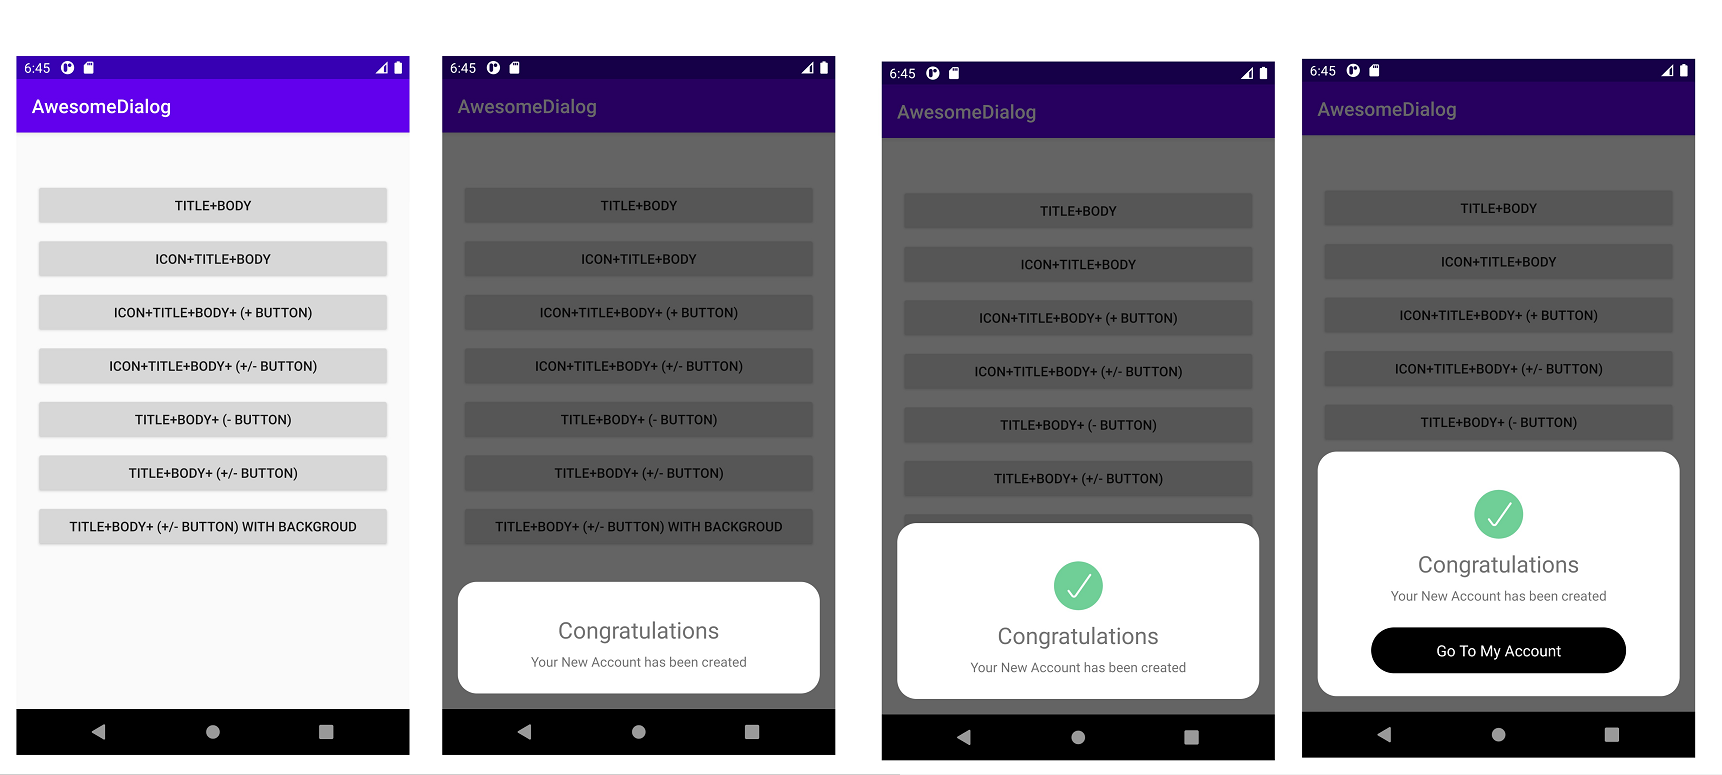 6:45
AwesomeDialog
TITLE+BODY
ICON+TITLE+BODY
ICON+TITLE+BODY+ (+ BUTTON)
ICON+TITLE+BODY+ (+/- BUTTON)
TITLE+BODY+ (- BUTTON)
TITLE+BODY+ (+/- BUTTON)
TITLE+BODY+ (+/- BUTTON) WITH BACKGROUD
6:45
AwesomeDialog
TITLE+BODY
ICON+TITLE+BODY
ICON+TITLE+BODY+ (+ BUTTON)
ICON+TITLE+BODY+ (+/- BUTTON)
TITLE+BODY+ (- BUTTON)
TITLE+BODY+ (+/- BUTTON)
TITLE+BODY+ (+/- BUTTON) WITH BACKGROUD
Congratulations
Your New Account has been created
6:45
AwesomeDialog
TITLE+BODY
ICON+TITLE+BODY
ICON+TITLE+BODY+ (+ BUTTON)
ICON+TITLE+BODY+ (+/- BUTTON)
TITLE+BODY+ (- BUTTON)
TITLE+BODY+ (+/- BUTTON)
Congratulations
Your New Account has been created
6:45
AwesomeDialog
TITLE+BODY
ICON+TITLE+BODY
ICON+TITLE+BODY+ (+ BUTTON)
ICON+TITLE+BODY+ (+/- BUTTON)
TITLE+BODY+ (- BUTTON)
Congratulations
Your New Account has been created
Go To My Account